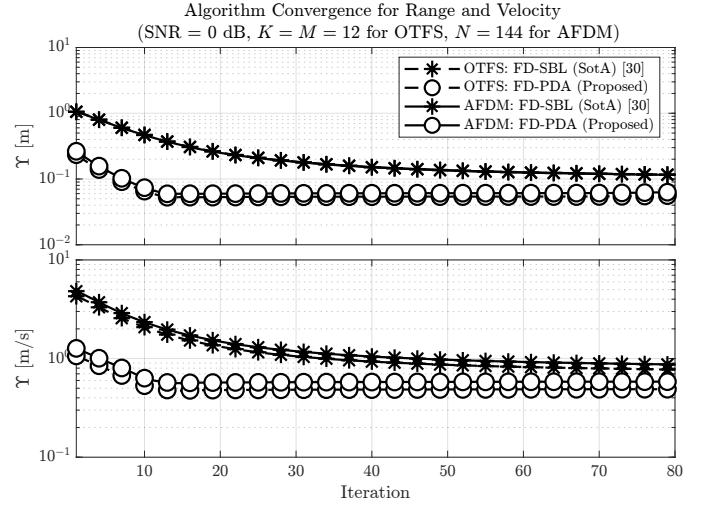 Algorithm Convergence for Range and Velocity
(SNR = 0 dB, K = M = 12 for OTFS, N = 144 for AFDM)
10^1
OTFS: FD-SBL (SotA) [30]
OTFS: FD-PDA (Proposed)
AFDM: FD-SBL (SotA) [30]
AFDM: FD-PDA (Proposed)
10^0
ϒ [m]
10^-1
10^-2
10^1
ϒ [m/s]
10^0
10^-1
10 20 30 40 50 60 70 80
Iteration